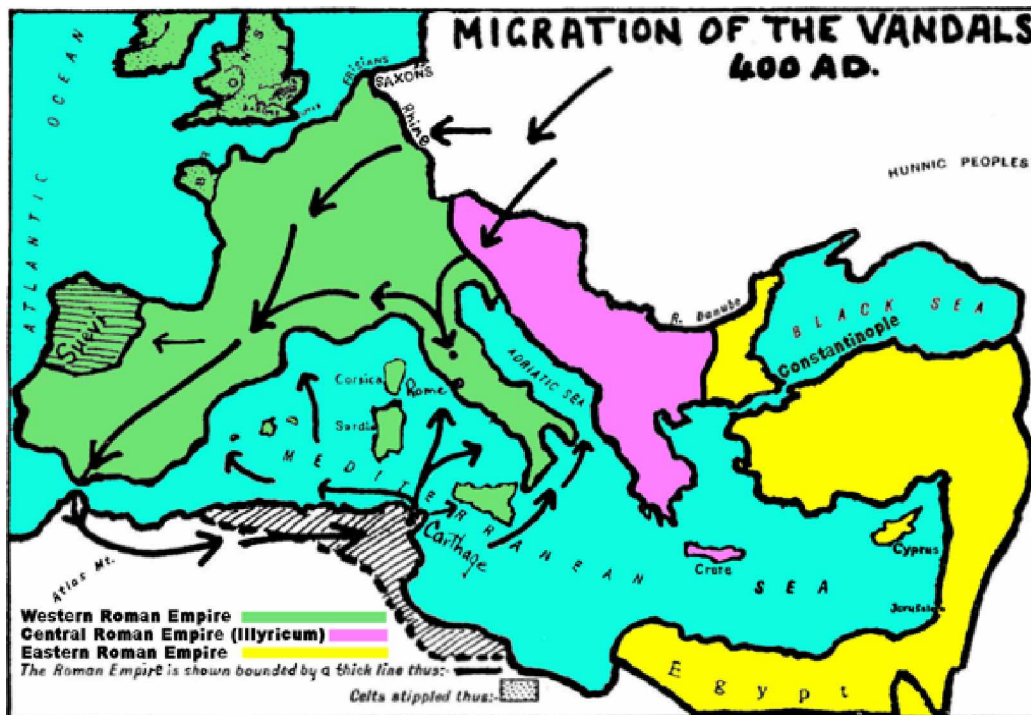 MIGRATION OF THE VANDALS
400 AD.
ATLANTIC OCEAN
FRISIANS
SAXONS
Rhine
HUNNIC PEOPLES
Suevi
R. Danube
BLACK SEA
Constantinople
ADRIATIC SEA
Corsica
Rome
Sardi
MEDITERRANEAN
SEA
Carthage
Crate
Cyprus
Jerusalem
Atlas Mt.
Egypt
Western Roman Empire
Central Roman Empire (Illyricum)
Eastern Roman Empire
The Roman Empire is shown bounded by a thick line thus:-
Celts stippled thus:-